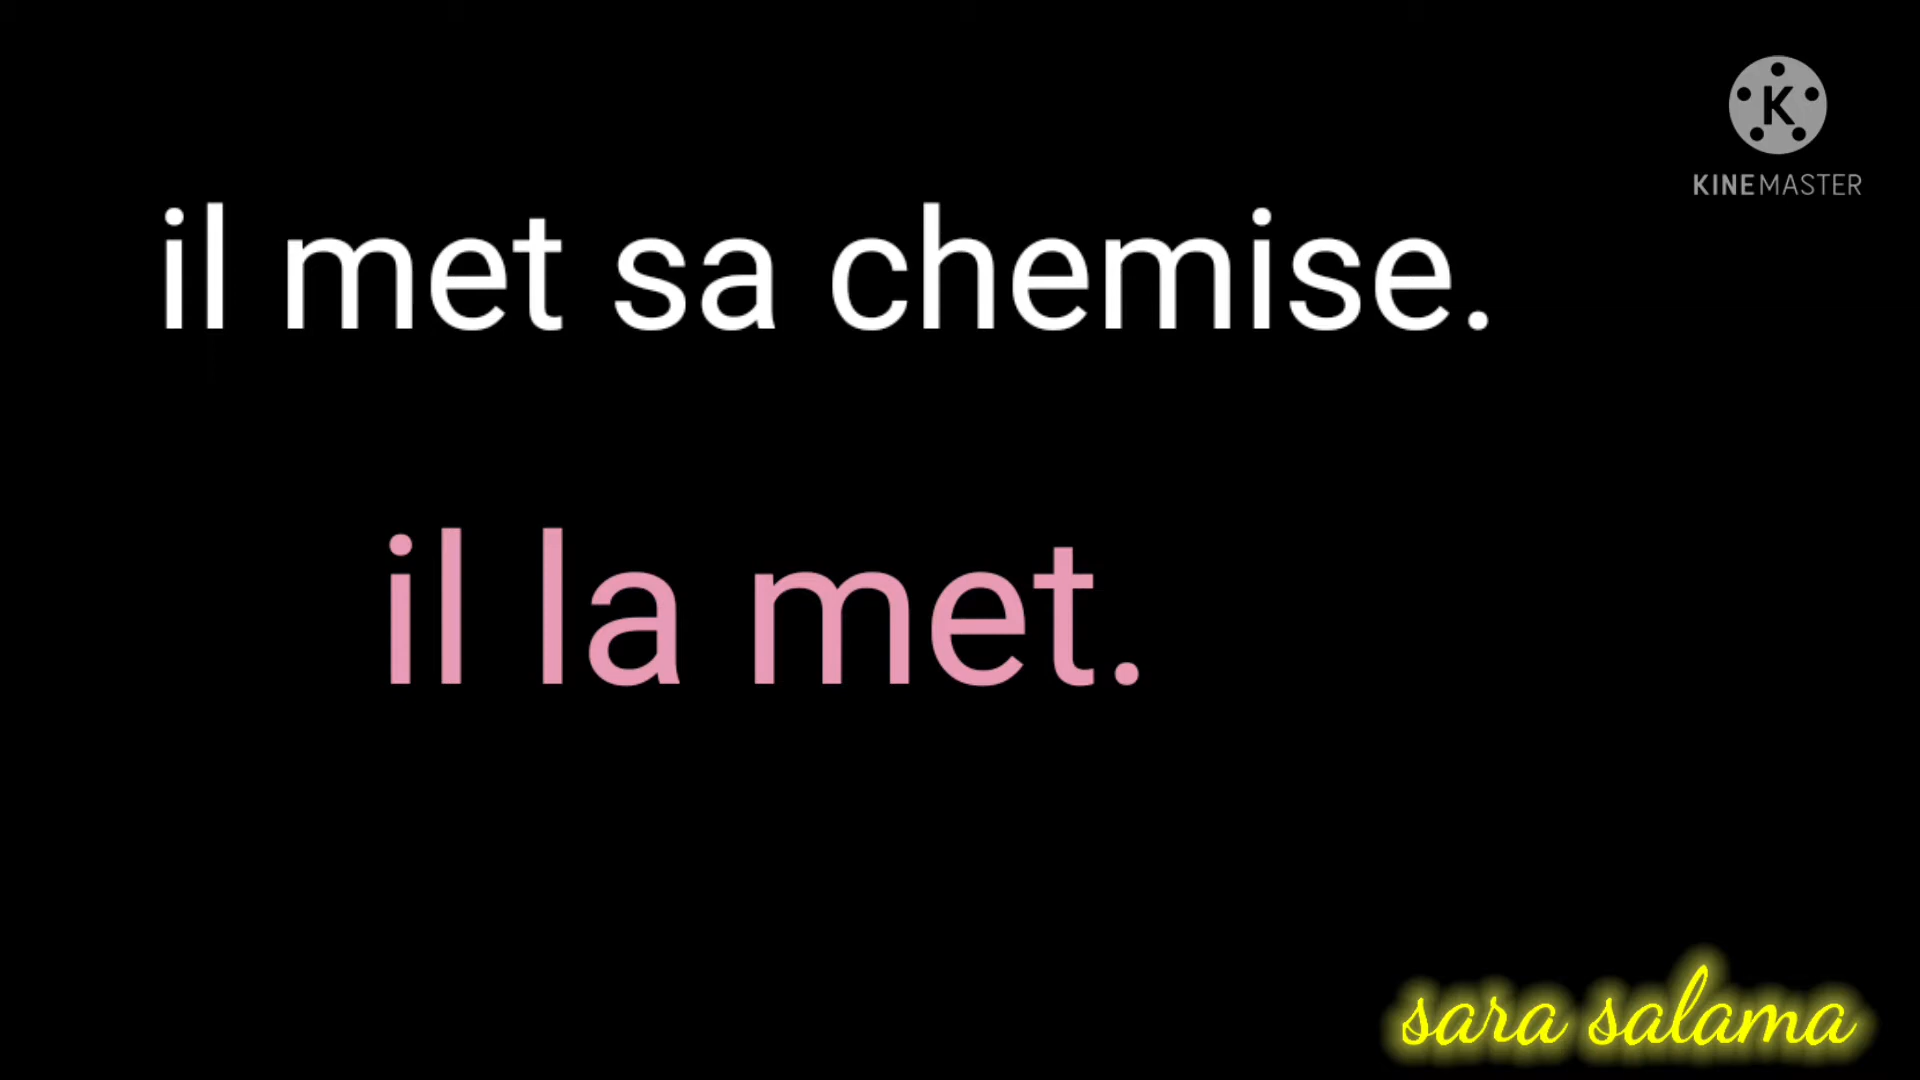 K
KINEMASTER
il met sa chemise.
il la met.
sara salama